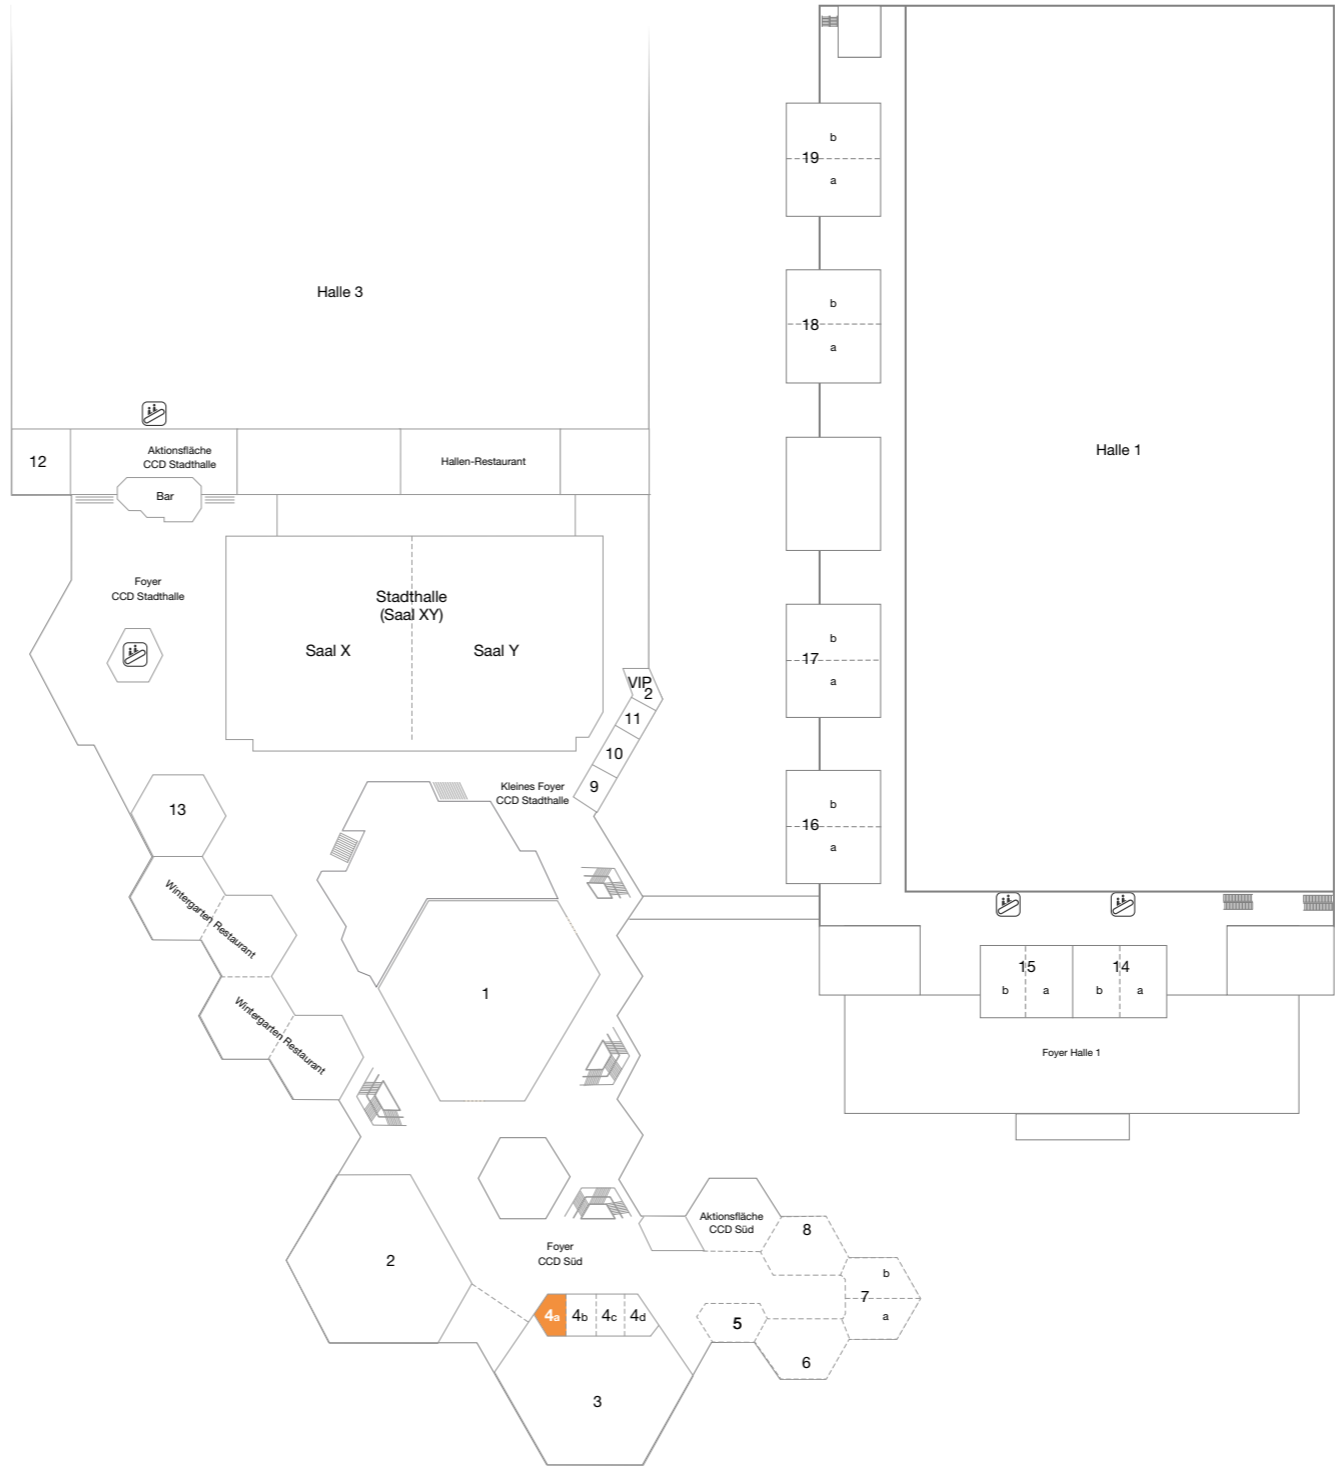 b
19
a
Halle 3
b
18
a
Halle 1
12
Aktionsfläche
CCD Stadthalle
Hallen-Restaurant
Bar
Foyer
CCD Stadthalle
Stadthalle
(Saal XY)
Saal X
Saal Y
b
17
a
VIP
2
11
10
9
Kleines Foyer
CCD Stadthalle
b
16
a
13
Wintergarten Restaurant
1
15
14
b
a
b
a
Wintergarten Restaurant
Foyer Halle 1
Aktionsfläche
CCD Süd
8
2
Foyer
CCD Süd
b
7
a
4a
4b
4c
4d
5
6
3